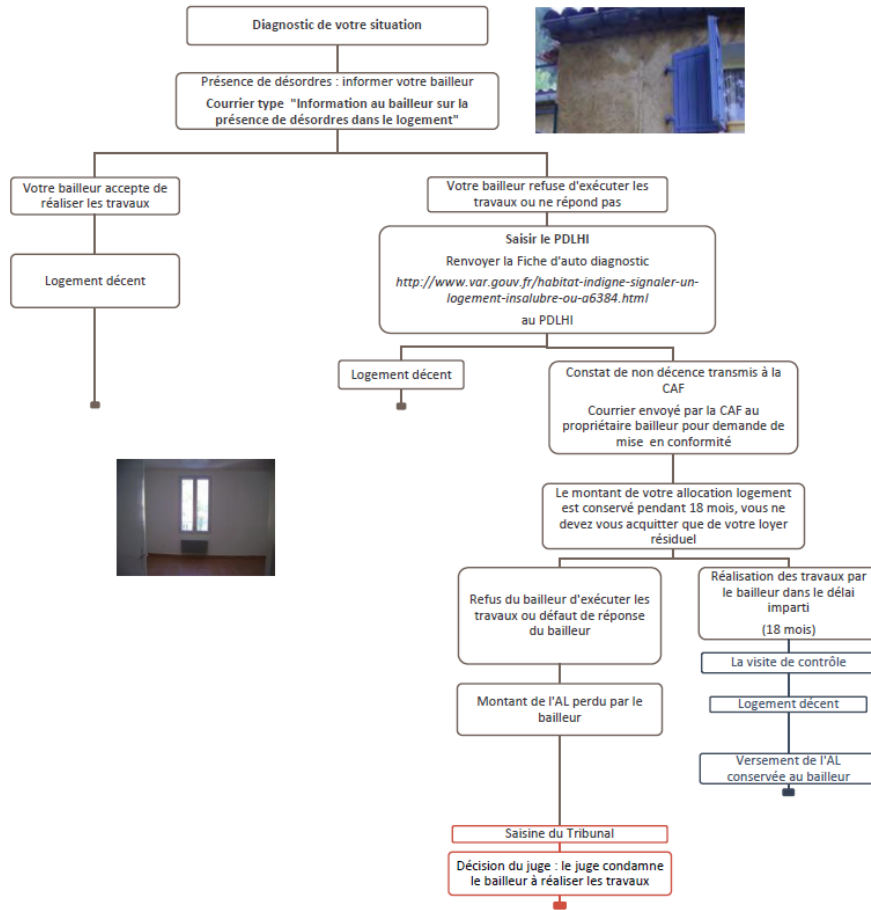 Diagnostic de votre situation
Présence de désordres : informer votre bailleur
Courrier type "Information au bailleur sur la
présence de désordres dans le logement"
Votre bailleur accepte de
réaliser les travaux
Logement décent
Votre bailleur refuse d'exécuter les
travaux ou ne répond pas
Saisir le PDLHI
Renvoyer la Fiche d'auto diagnostic
http://www.var.gouv.fr/habitat-indigne-signaler-un-
logement-insalubre-ou-a6384.html
au PDLHI
Logement décent
Constat de non décence transmis à la
CAF
Courrier envoyé par la CAF au
propriétaire bailleur pour demande de
mise en conformité
Le montant de votre allocation logement
est conservé pendant 18 mois, vous ne
devez vous acquitter que de votre loyer
résiduel
Refus du bailleur d'exécuter les
travaux ou défaut de réponse
du bailleur
Montant de l'AL perdu par le
bailleur
Saisine du Tribunal
Décision du juge : le juge condamne
le bailleur à réaliser les travaux
Réalisation des travaux par
le bailleur dans le délai
imparti
(18 mois)
La visite de contrôle
Logement décent
Versement de l'AL
conservée au bailleur